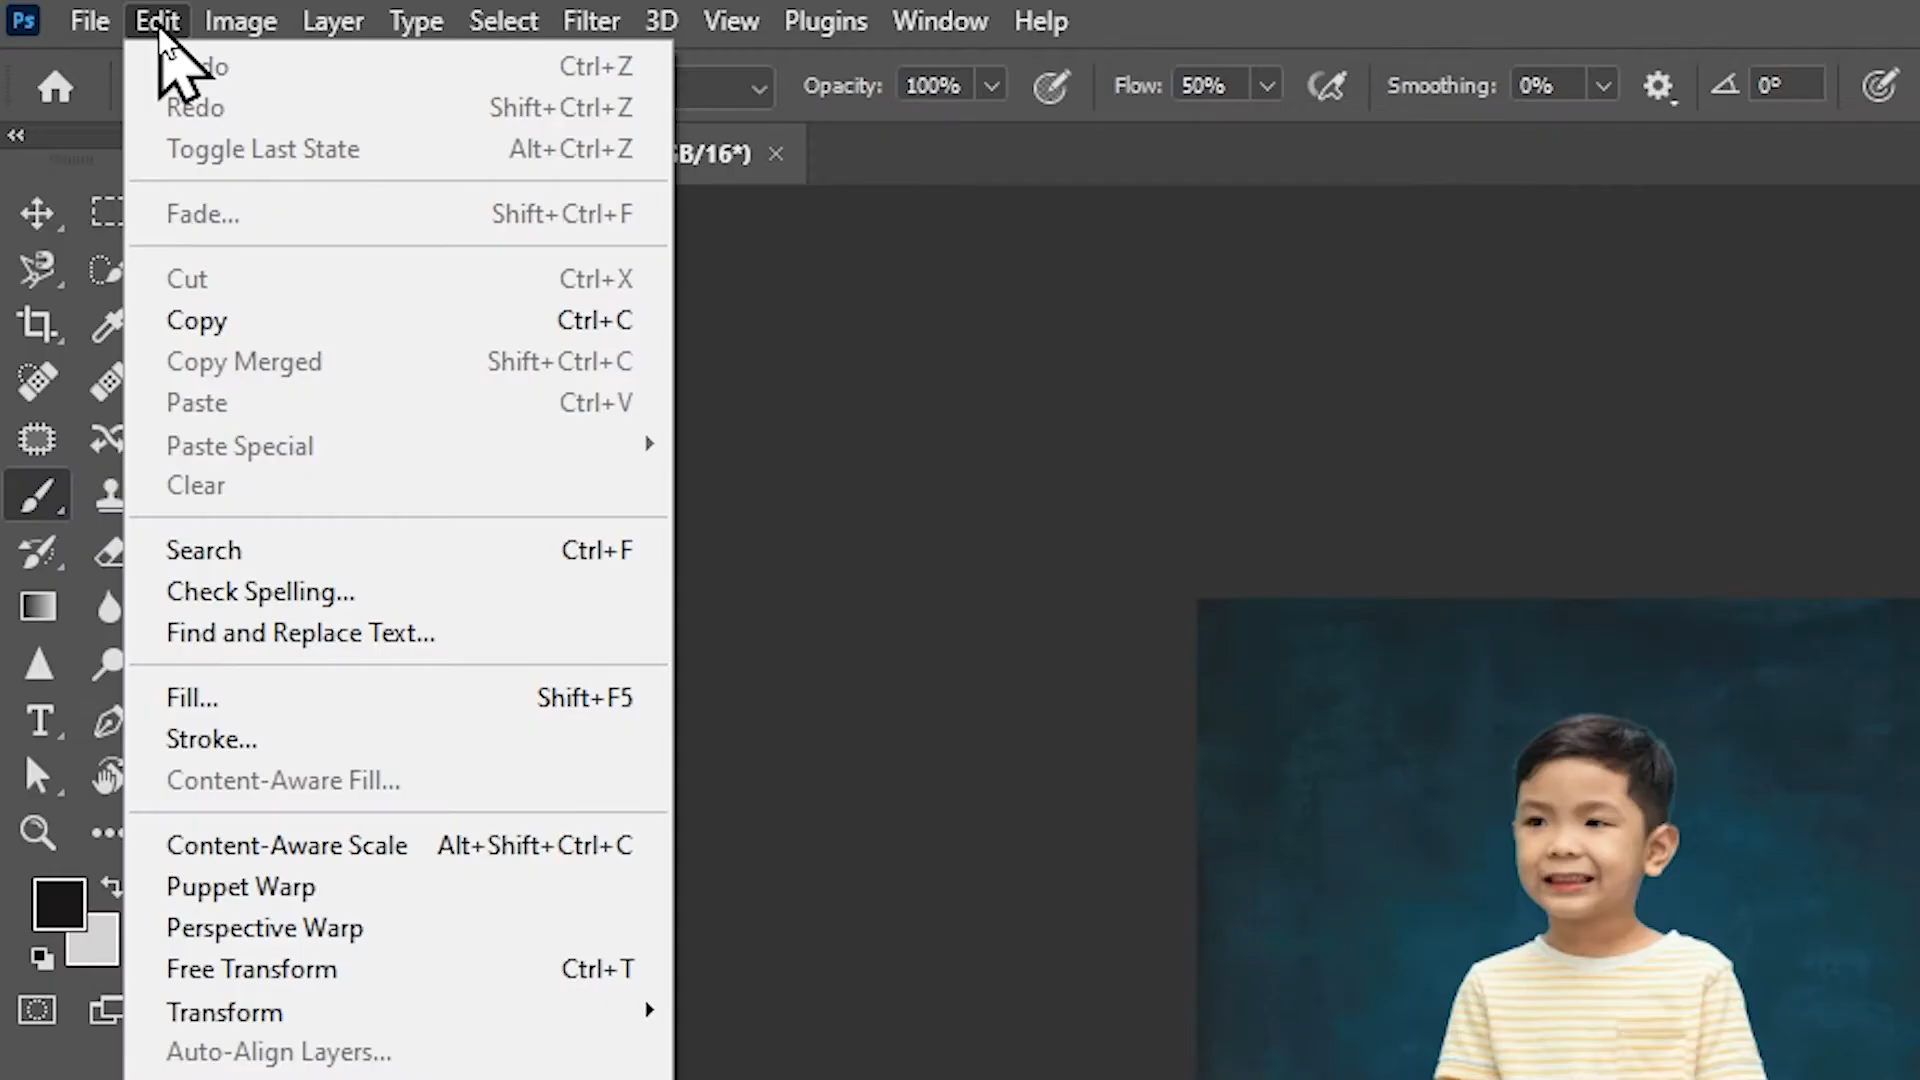 Ps File Edit Image Layer Type Select Filter 3D View Plugins Window Help
Opacity: 100% Flow: 50% Smoothing: 0% 0°
Ctrl+Z
Redo Shift+Ctrl+Z
Toggle Last State Alt+Ctrl+Z
B/16*) ×
Fade... Shift+Ctrl+F
Cut Ctrl+X
Copy Ctrl+C
Copy Merged Shift+Ctrl+C
Paste Ctrl+V
Paste Special
Clear
Search Ctrl+F
Check Spelling...
Find and Replace Text...
Fill... Shift+F5
Stroke...
Content-Aware Fill...
Content-Aware Scale Alt+Shift+Ctrl+C
Puppet Warp
Perspective Warp
Free Transform Ctrl+T
Transform
Auto-Align Layers...